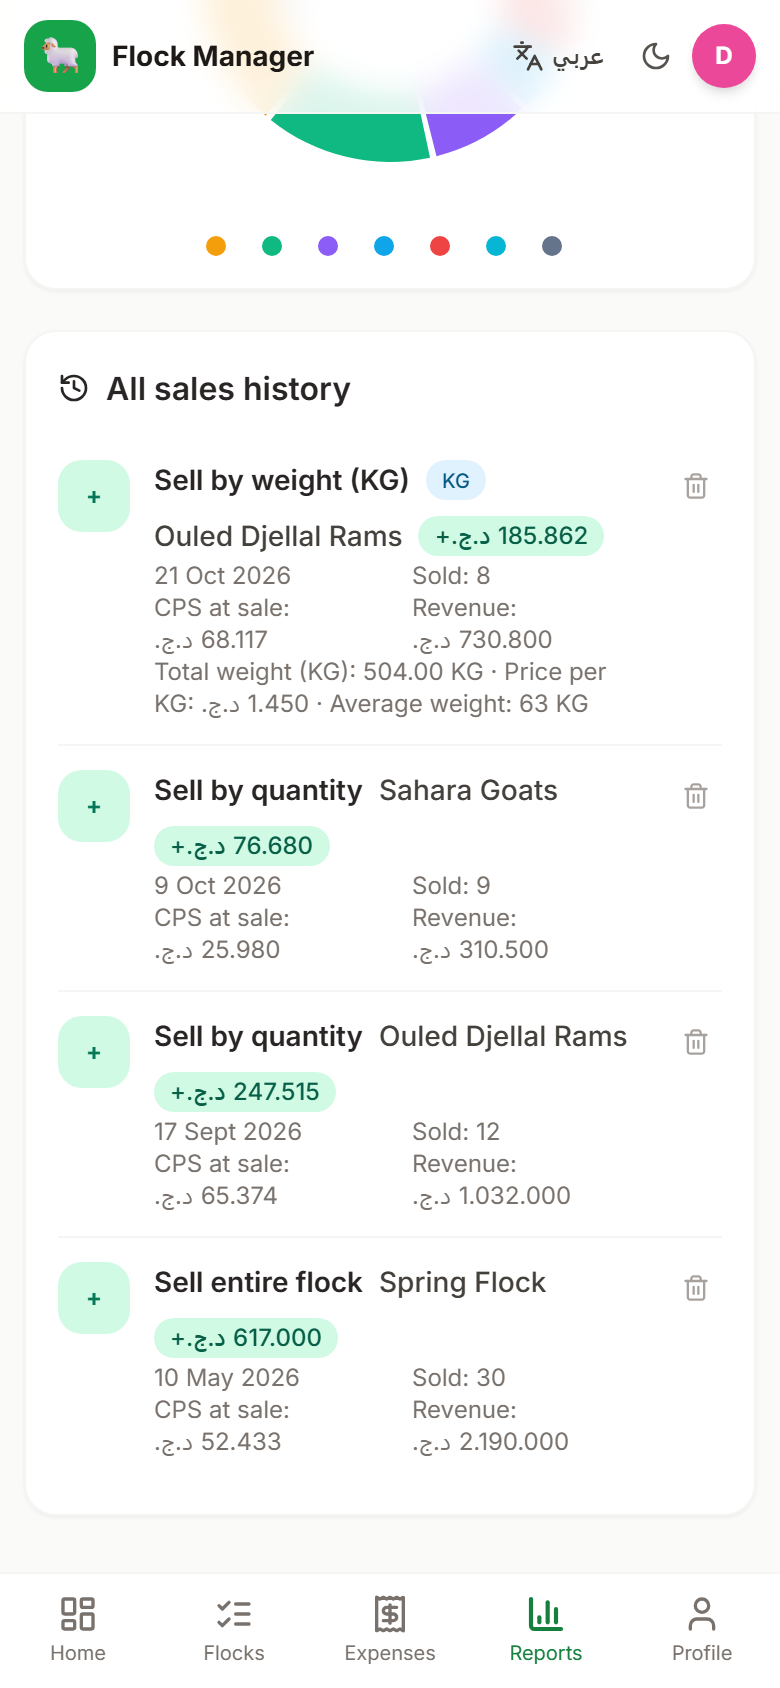 Flock Manager
عربي
D
All sales history
+
Sell by weight (KG) KG
Ouled Djellal Rams +د.ج. 185.862
21 Oct 2026 Sold: 8
CPS at sale: Revenue:
د.ج. 68.117 د.ج. 730.800
Total weight (KG): 504.00 KG · Price per
KG: د.ج. 1.450 · Average weight: 63 KG
+
Sell by quantity Sahara Goats
+د.ج. 76.680
9 Oct 2026 Sold: 9
CPS at sale: Revenue:
د.ج. 25.980 د.ج. 310.500
+
Sell by quantity Ouled Djellal Rams
+د.ج. 247.515
17 Sept 2026 Sold: 12
CPS at sale: Revenue:
د.ج. 65.374 د.ج. 1.032.000
+
Sell entire flock Spring Flock
+د.ج. 617.000
10 May 2026 Sold: 30
CPS at sale: Revenue:
د.ج. 52.433 د.ج. 2.190.000
Home Flocks Expenses Reports Profile